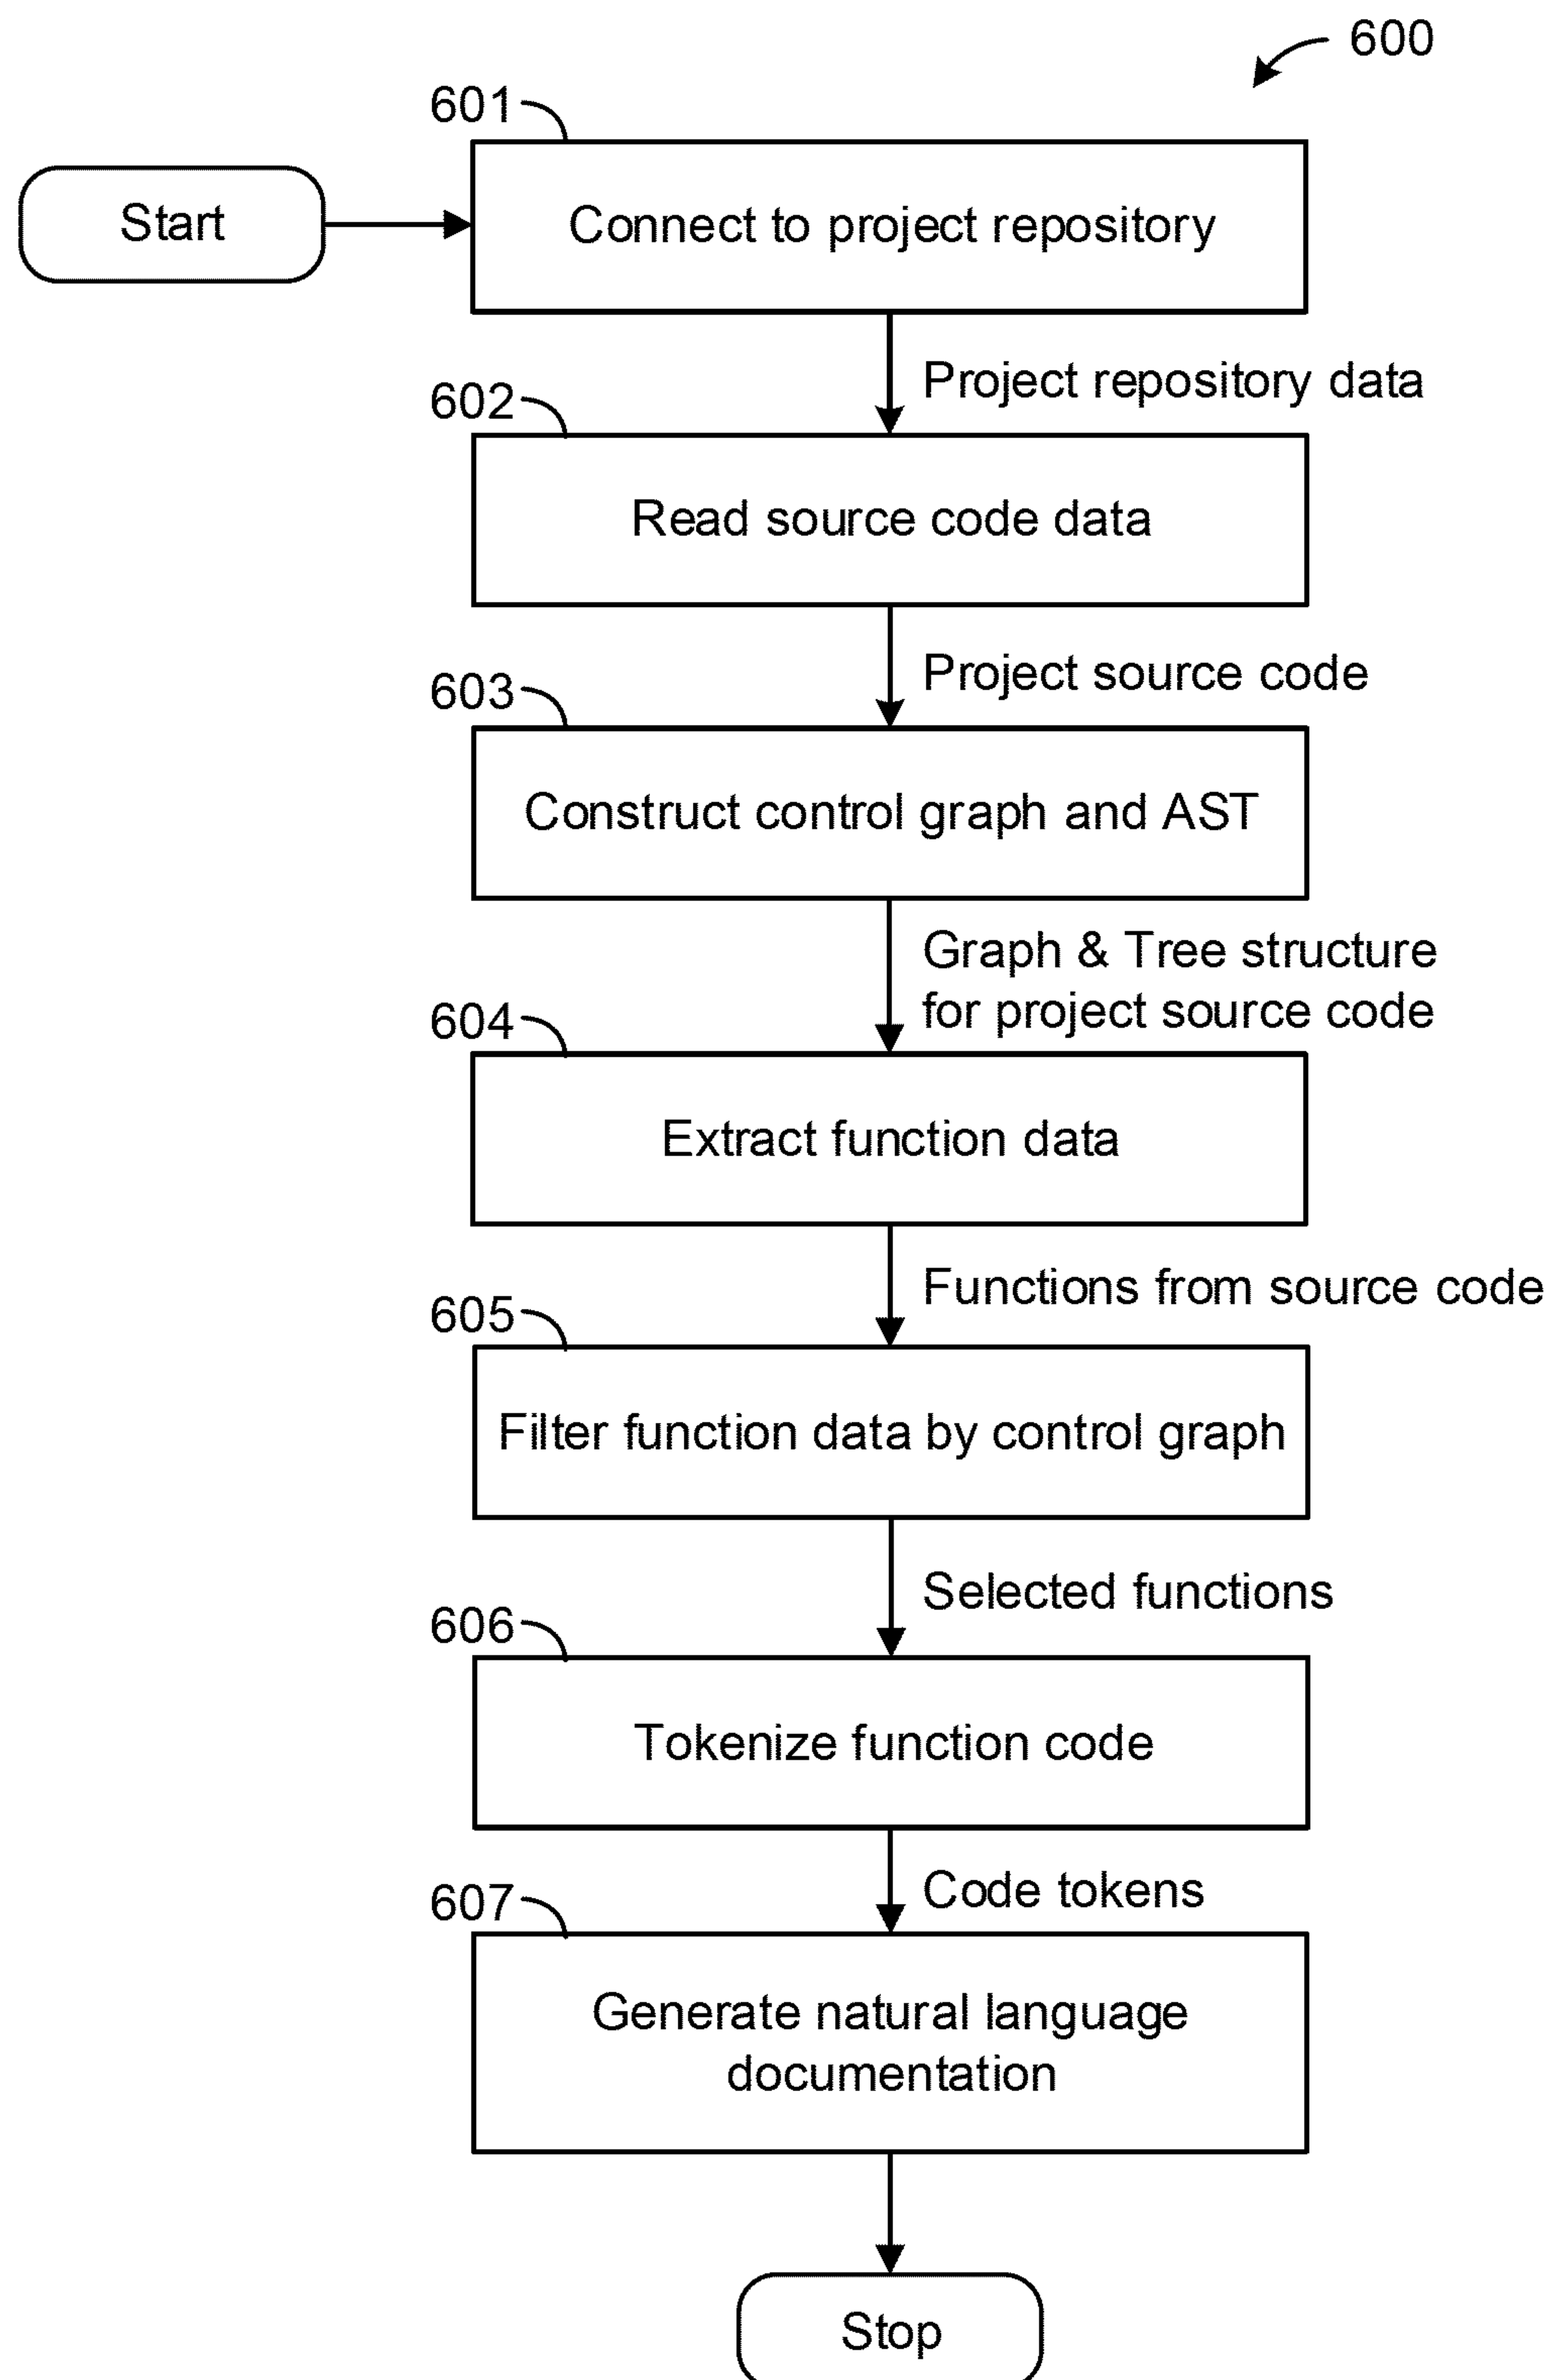 600
601
Start
Connect to project repository
Project repository data
602
Read source code data
Project source code
603
Construct control graph and AST
Graph & Tree structure
for project source code
604
Extract function data
Functions from source code
605
Filter function data by control graph
Selected functions
606
Tokenize function code
Code tokens
607
Generate natural language
documentation
Stop